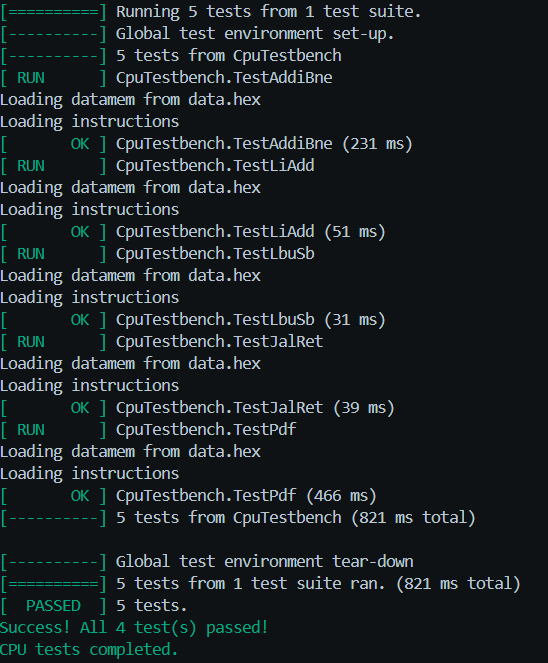 [==========] Running 5 tests from 1 test suite.
[----------] Global test environment set-up.
[----------] 5 tests from CpuTestbench
[ RUN      ] CpuTestbench.TestAddiBne
Loading datamem from data.hex
Loading instructions
[       OK ] CpuTestbench.TestAddiBne (231 ms)
[ RUN      ] CpuTestbench.TestLiAdd
Loading datamem from data.hex
Loading instructions
[       OK ] CpuTestbench.TestLiAdd (51 ms)
[ RUN      ] CpuTestbench.TestLbuSb
Loading datamem from data.hex
Loading instructions
[       OK ] CpuTestbench.TestLbuSb (31 ms)
[ RUN      ] CpuTestbench.TestJalRet
Loading datamem from data.hex
Loading instructions
[       OK ] CpuTestbench.TestJalRet (39 ms)
[ RUN      ] CpuTestbench.TestPdf
Loading datamem from data.hex
Loading instructions
[       OK ] CpuTestbench.TestPdf (466 ms)
[----------] 5 tests from CpuTestbench (821 ms total)

[----------] Global test environment tear-down
[==========] 5 tests from 1 test suite ran. (821 ms total)
[  PASSED  ] 5 tests.
Success! All 4 test(s) passed!
CPU tests completed.